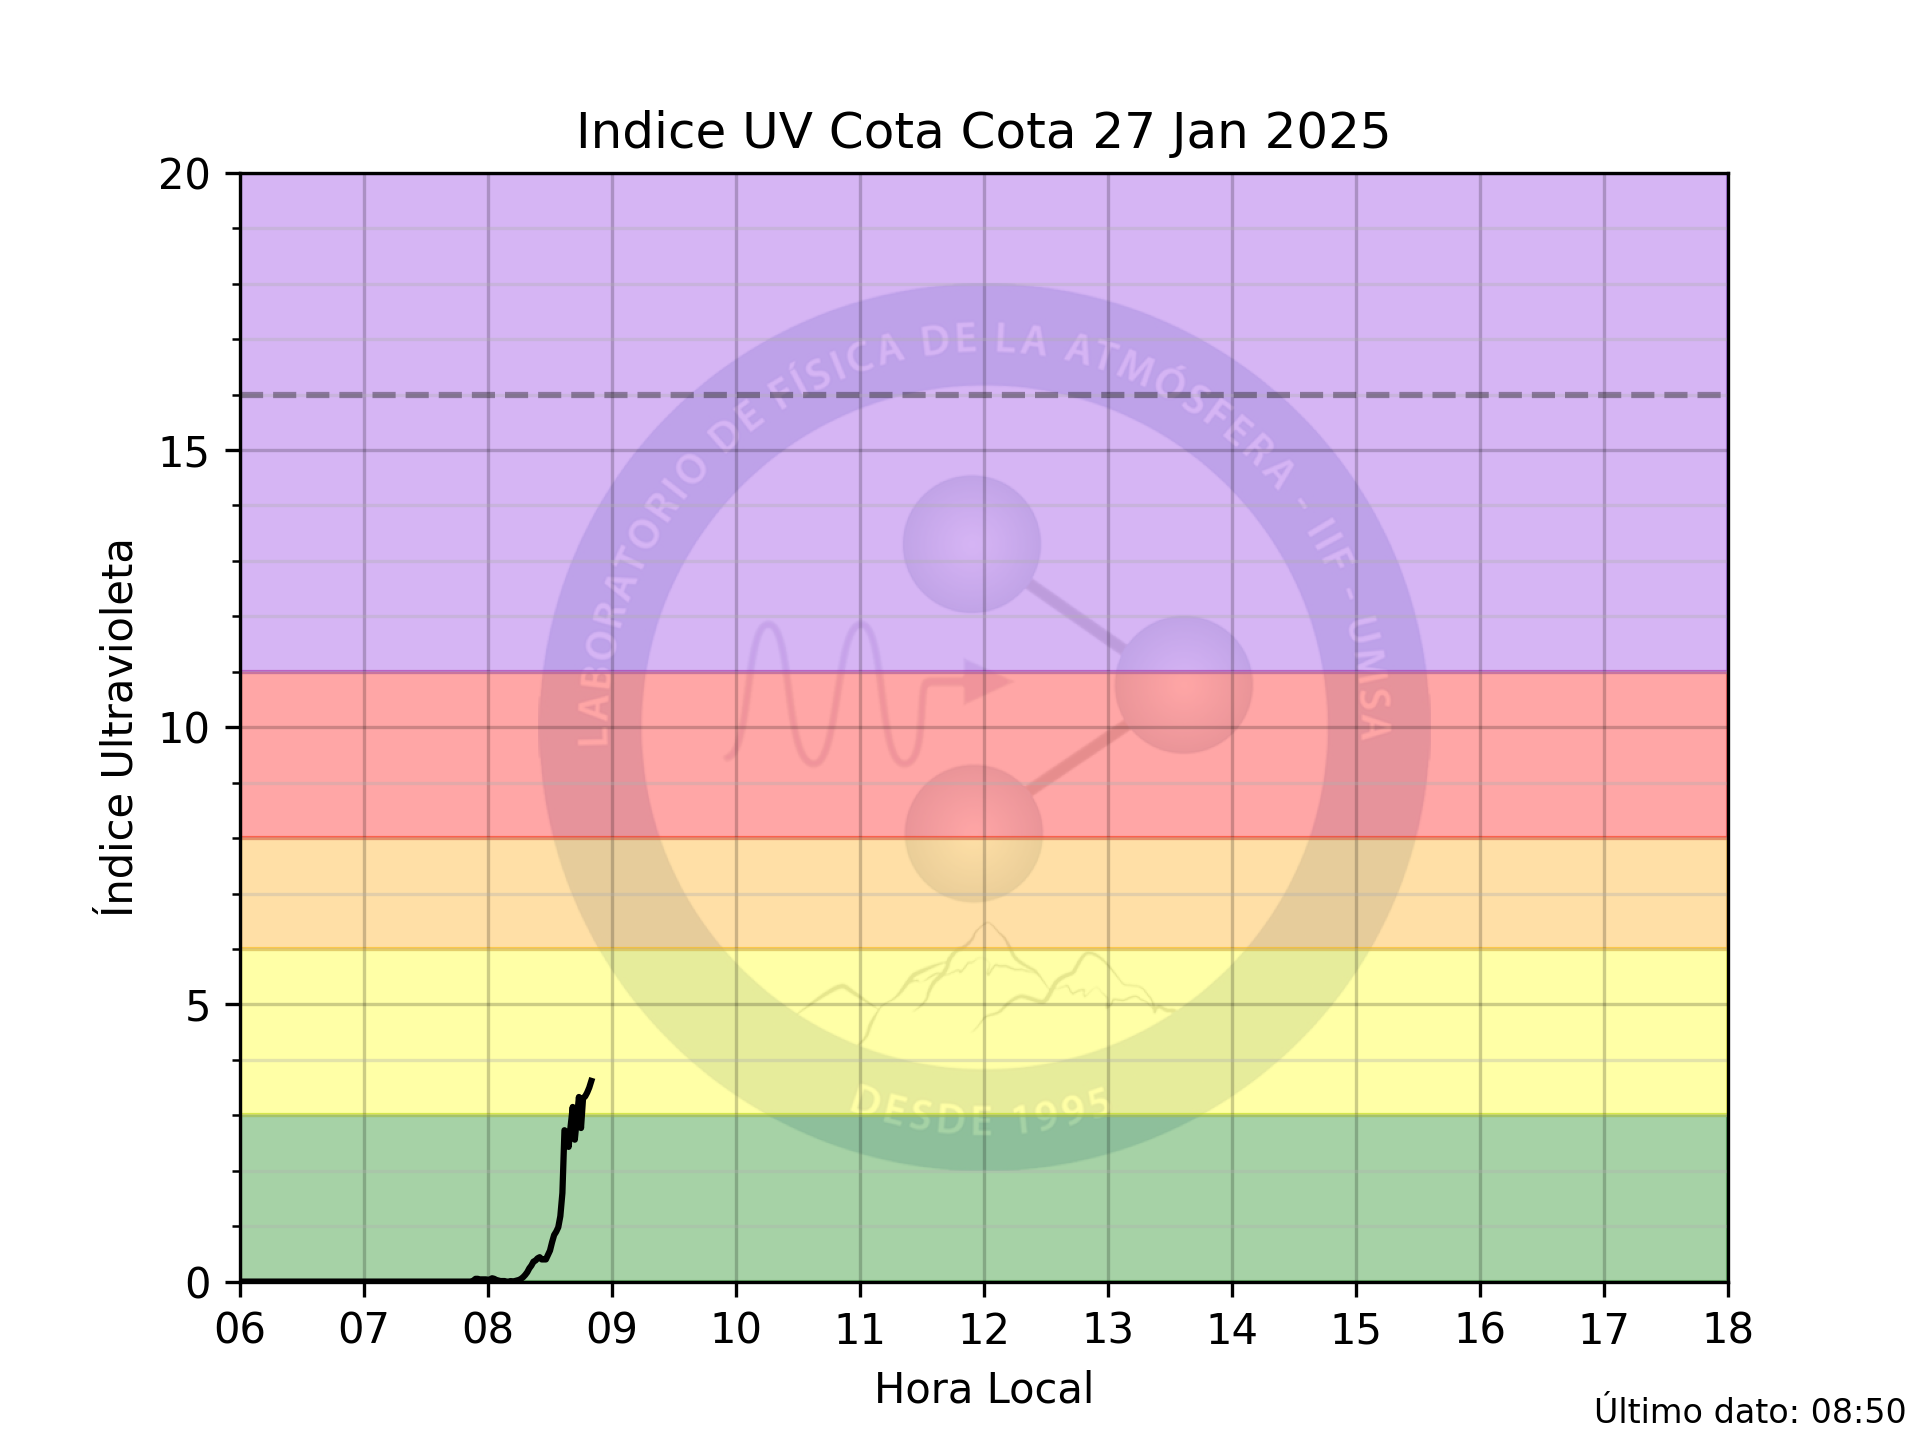 Indice UV Cota Cota 27 Jan 2025
20
15
10
5
0
Índice Ultravioleta
LABORATORIO DE FÍSICA DE LA ATMÓSFERA - IIF - UMSA
DESDE 1995
06 07 08 09 10 11 12 13 14 15 16 17 18
Hora Local
Último dato: 08:50